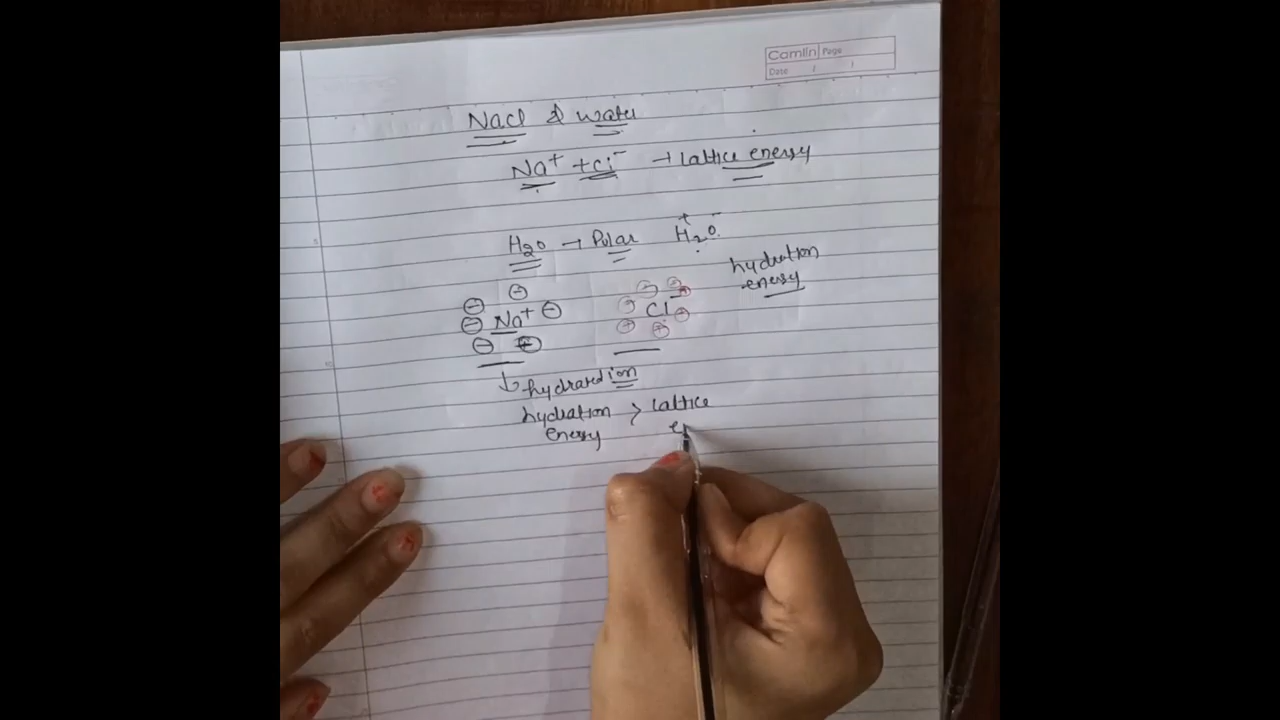 Camlin Page
Date / /
Nacl & water
Na⁺ + Cl⁻ → Lattice energy
+ -
H₂O → Polar H₂O
hydration
energy
⊖ ⊖ ⊖ ⊖ ⊖ Na⁺
Cl⁻
↳ hydrated ion
hydration > Lattice
energy e